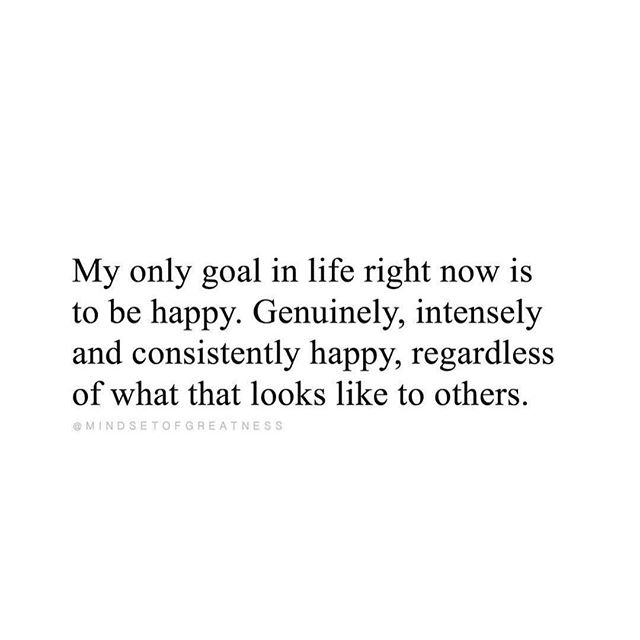 My only goal in life right now is
to be happy. Genuinely, intensely
and consistently happy, regardless
of what that looks like to others.
@MINDSETOFGREATNESS